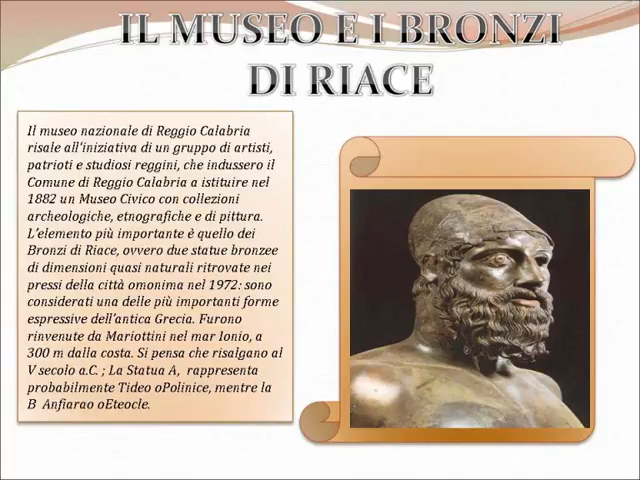 IL MUSEO E I BRONZI
DI RIACE
Il museo nazionale di Reggio Calabria
risale all'iniziativa di un gruppo di artisti,
patrioti e studiosi reggini, che indussero il
Comune di Reggio Calabria a istituire nel
1882 un Museo Civico con collezioni
archeologiche, etnografiche e di pittura.
L'elemento più importante è quello dei
Bronzi di Riace, ovvero due statue bronzee
di dimensioni quasi naturali ritrovate nei
pressi della città omonima nel 1972: sono
considerati una delle più importanti forme
espressive dell'antica Grecia. Furono
rinvenute da Mariottini nel mar Ionio, a
300 m dalla costa. Si pensa che risalgano al
V secolo a.C. ; La Statua A, rappresenta
probabilmente Tideo oPolinice, mentre la
B Anfiarao oEteocle.